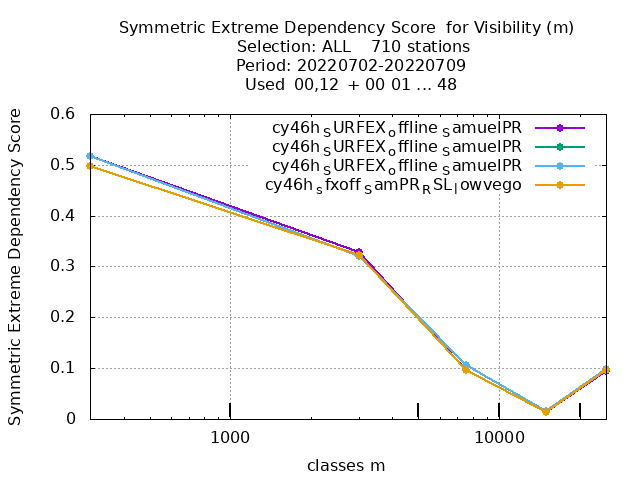 Symmetric Extreme Dependency Score for Visibility (m)
Selection: ALL 710 stations
Period: 20220702-20220709
Used 00,12 + 00 01 ... 48
cy46h_SURFEX_offline_SamuelPR
cy46h_SURFEX_offline_SamuelPR
cy46h_SURFEX_offline_SamuelPR
cy46h_sfxoff_SamPR_RSL_lowvego
Symmetric Extreme Dependency Score
0.6
0.5
0.4
0.3
0.2
0.1
0
1000 10000
classes m